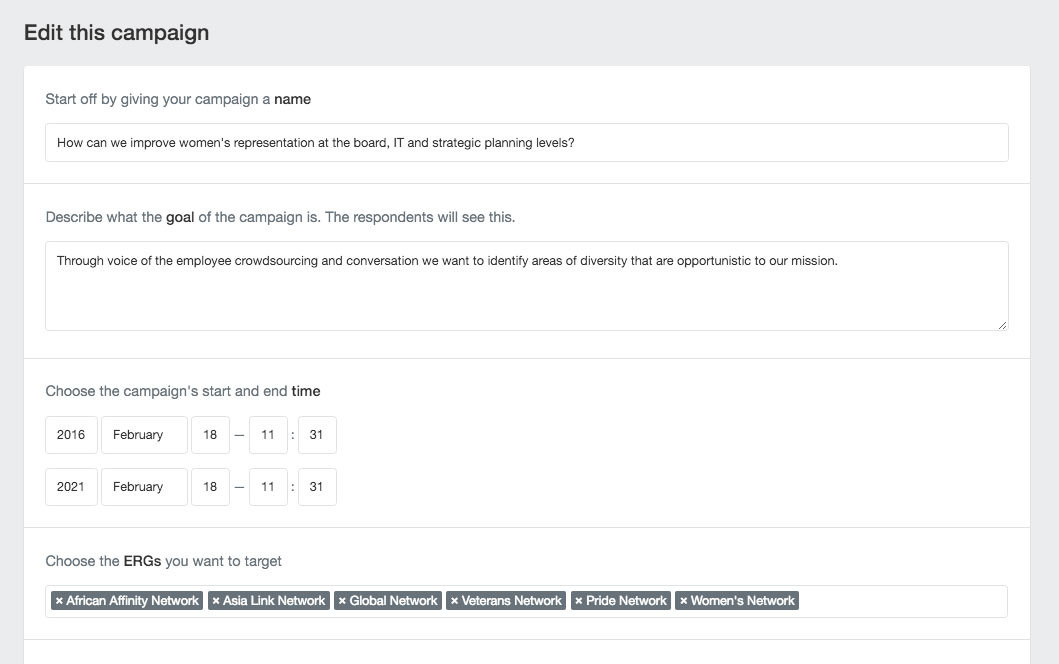 Edit this campaign
Start off by giving your campaign a name
How can we improve women's representation at the board, IT and strategic planning levels?
Describe what the goal of the campaign is. The respondents will see this.
Through voice of the employee crowdsourcing and conversation we want to identify areas of diversity that are opportunistic to our mission.
Choose the campaign's start and end time
2016 February 18 — 11 : 31
2021 February 18 — 11 : 31
Choose the ERGs you want to target
× African Affinity Network × Asia Link Network × Global Network × Veterans Network × Pride Network × Women's Network